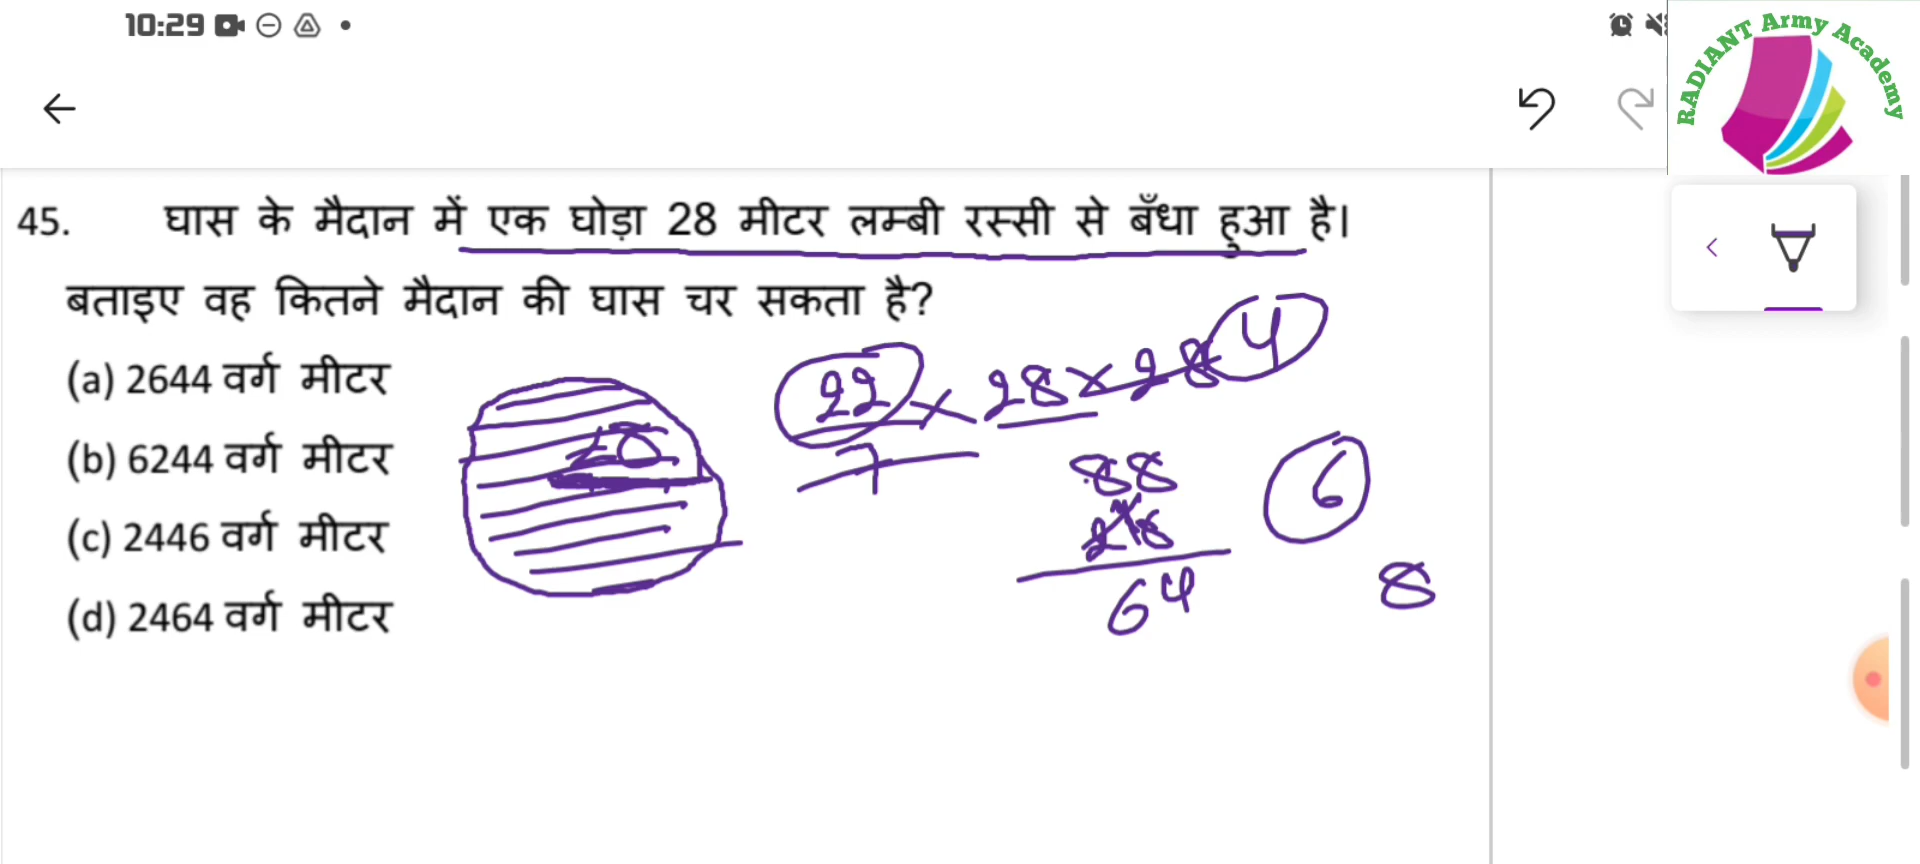 10:29
RADIANT Army Academy
45. घास के मैदान में एक घोड़ा 28 मीटर लम्बी रस्सी से बँधा हुआ है।
बताइए वह कितने मैदान की घास चर सकता है?
(a) 2644 वर्ग मीटर
(b) 6244 वर्ग मीटर
(c) 2446 वर्ग मीटर
(d) 2464 वर्ग मीटर
22 × 28 × 28 4
7
88
28
64
6
8